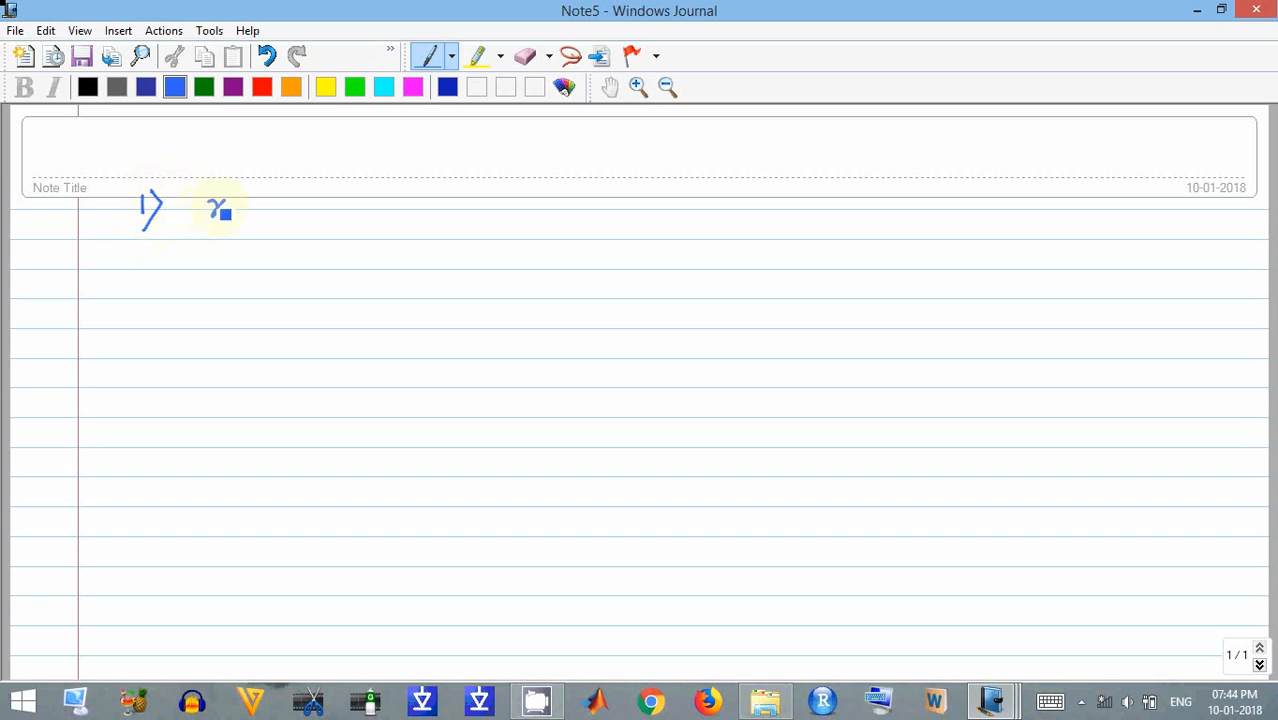 Note5 - Windows Journal
File Edit View Insert Actions Tools Help
B I
Note Title
10-01-2018
1) x
1 / 1
ENG
07:44 PM
10-01-2018